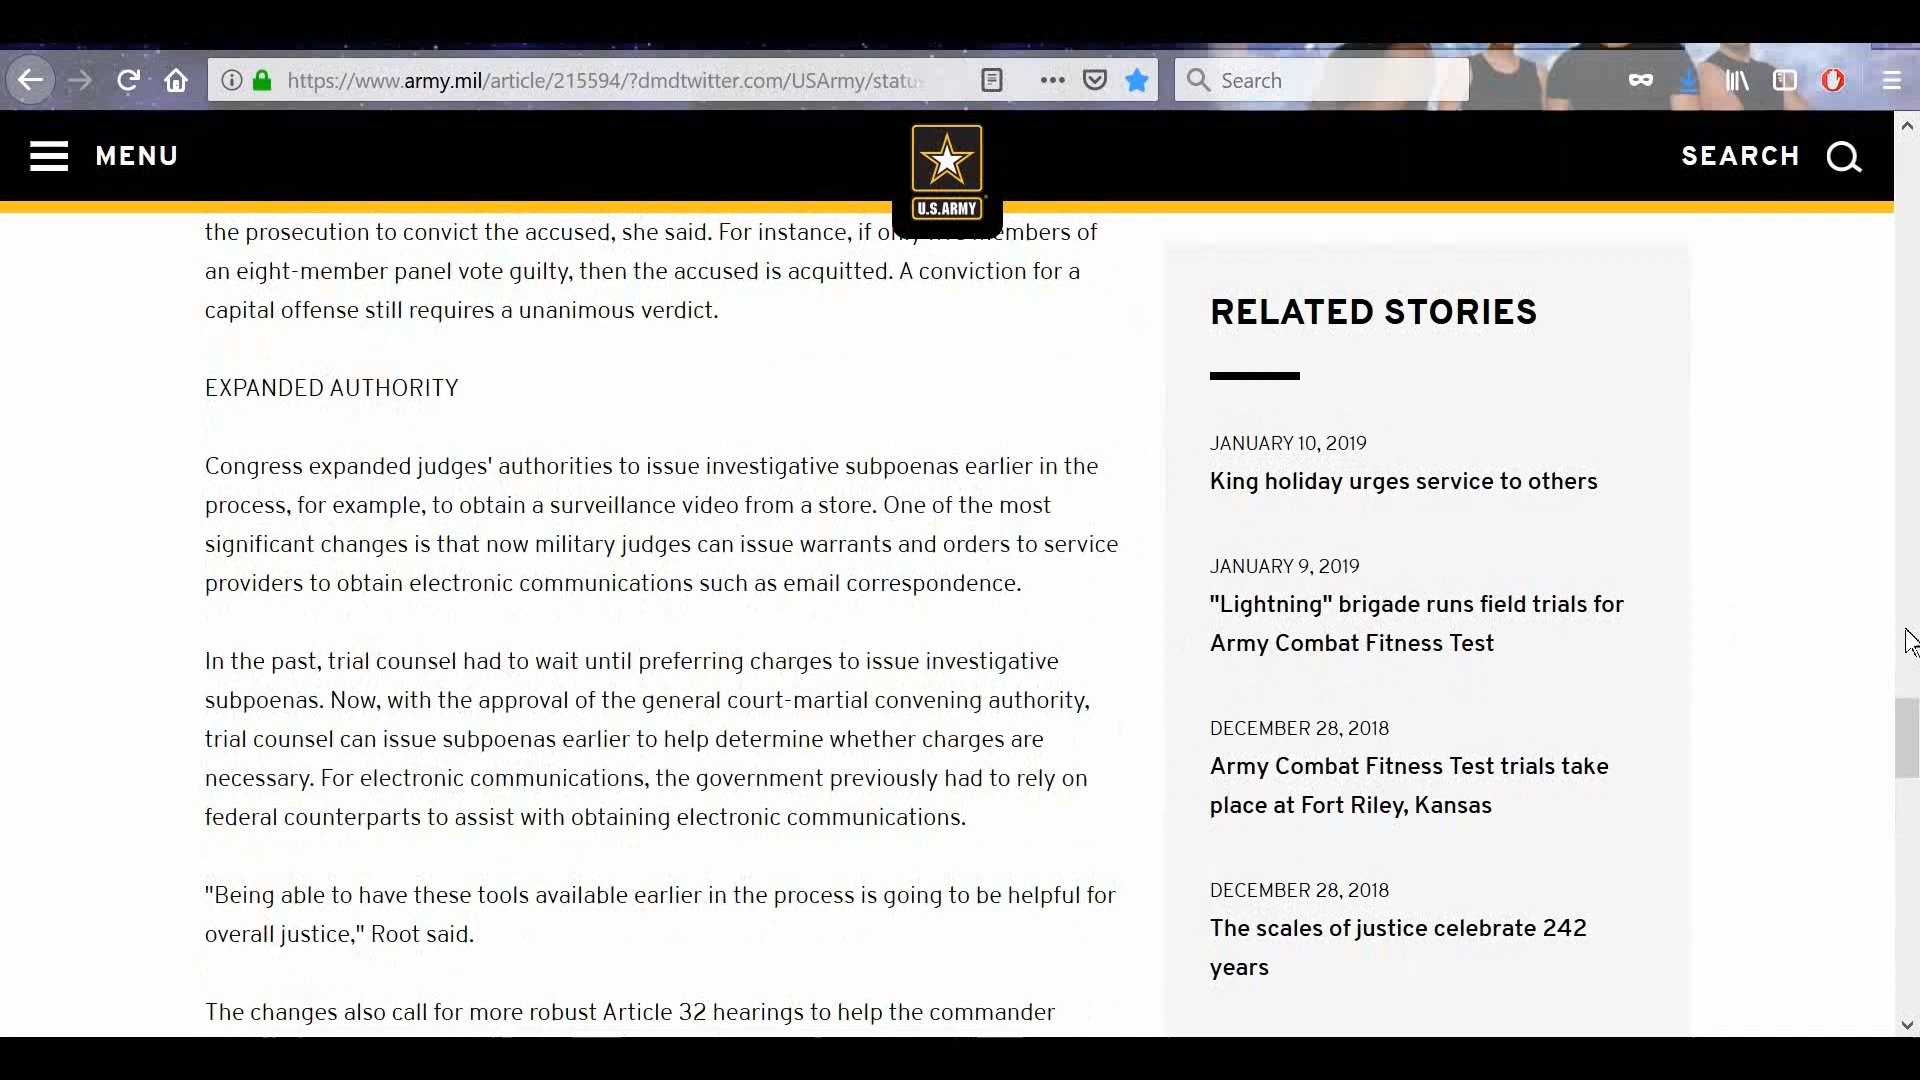 https://www.army.mil/article/215594/?dmdtwitter.com/USArmy/statu
Search
MENU
U.S.ARMY
SEARCH
the prosecution to convict the accused, she said. For instance, if members of
an eight-member panel vote guilty, then the accused is acquitted. A conviction for a
capital offense still requires a unanimous verdict.
EXPANDED AUTHORITY
Congress expanded judges' authorities to issue investigative subpoenas earlier in the
process, for example, to obtain a surveillance video from a store. One of the most
significant changes is that now military judges can issue warrants and orders to service
providers to obtain electronic communications such as email correspondence.
In the past, trial counsel had to wait until preferring charges to issue investigative
subpoenas. Now, with the approval of the general court-martial convening authority,
trial counsel can issue subpoenas earlier to help determine whether charges are
necessary. For electronic communications, the government previously had to rely on
federal counterparts to assist with obtaining electronic communications.
"Being able to have these tools available earlier in the process is going to be helpful for
overall justice," Root said.
The changes also call for more robust Article 32 hearings to help the commander
RELATED STORIES
JANUARY 10, 2019
King holiday urges service to others
JANUARY 9, 2019
"Lightning" brigade runs field trials for
Army Combat Fitness Test
DECEMBER 28, 2018
Army Combat Fitness Test trials take
place at Fort Riley, Kansas
DECEMBER 28, 2018
The scales of justice celebrate 242
years